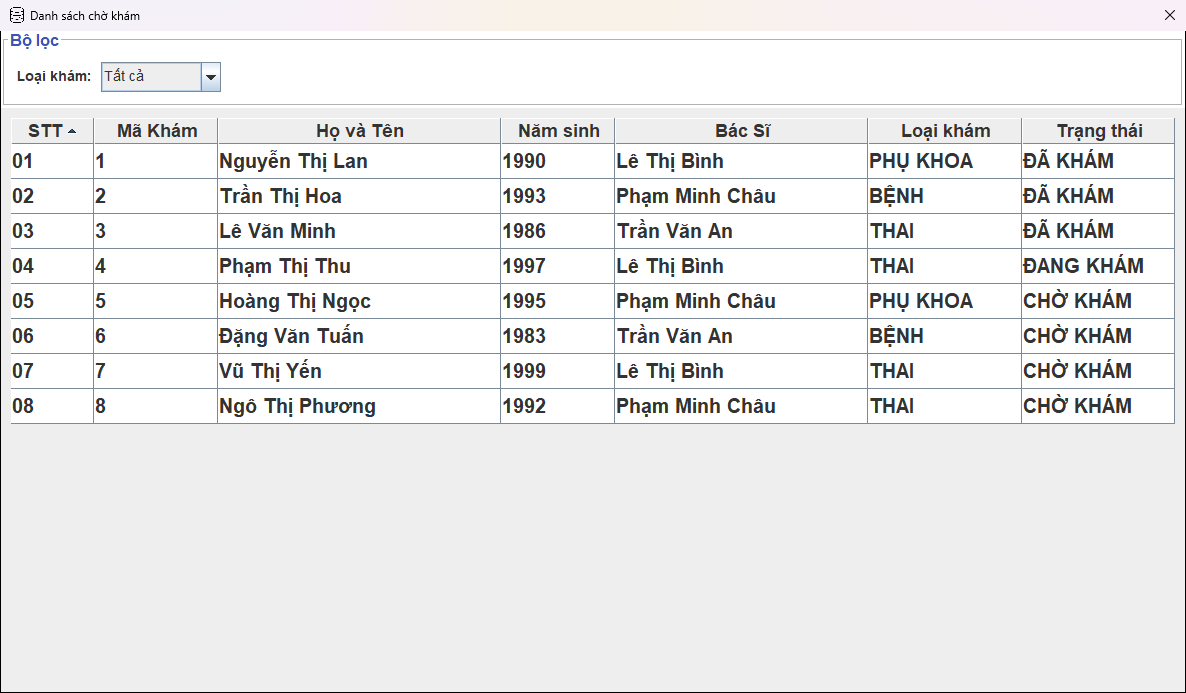 Danh sách chờ khám
Bộ lọc
Loại khám: Tất cả
STT Mã Khám Họ và Tên Năm sinh Bác Sĩ Loại khám Trạng thái
01 1 Nguyễn Thị Lan 1990 Lê Thị Bình PHỤ KHOA ĐÃ KHÁM
02 2 Trần Thị Hoa 1993 Phạm Minh Châu BỆNH ĐÃ KHÁM
03 3 Lê Văn Minh 1986 Trần Văn An THAI ĐÃ KHÁM
04 4 Phạm Thị Thu 1997 Lê Thị Bình THAI ĐANG KHÁM
05 5 Hoàng Thị Ngọc 1995 Phạm Minh Châu PHỤ KHOA CHỜ KHÁM
06 6 Đặng Văn Tuấn 1983 Trần Văn An BỆNH CHỜ KHÁM
07 7 Vũ Thị Yến 1999 Lê Thị Bình THAI CHỜ KHÁM
08 8 Ngô Thị Phương 1992 Phạm Minh Châu THAI CHỜ KHÁM